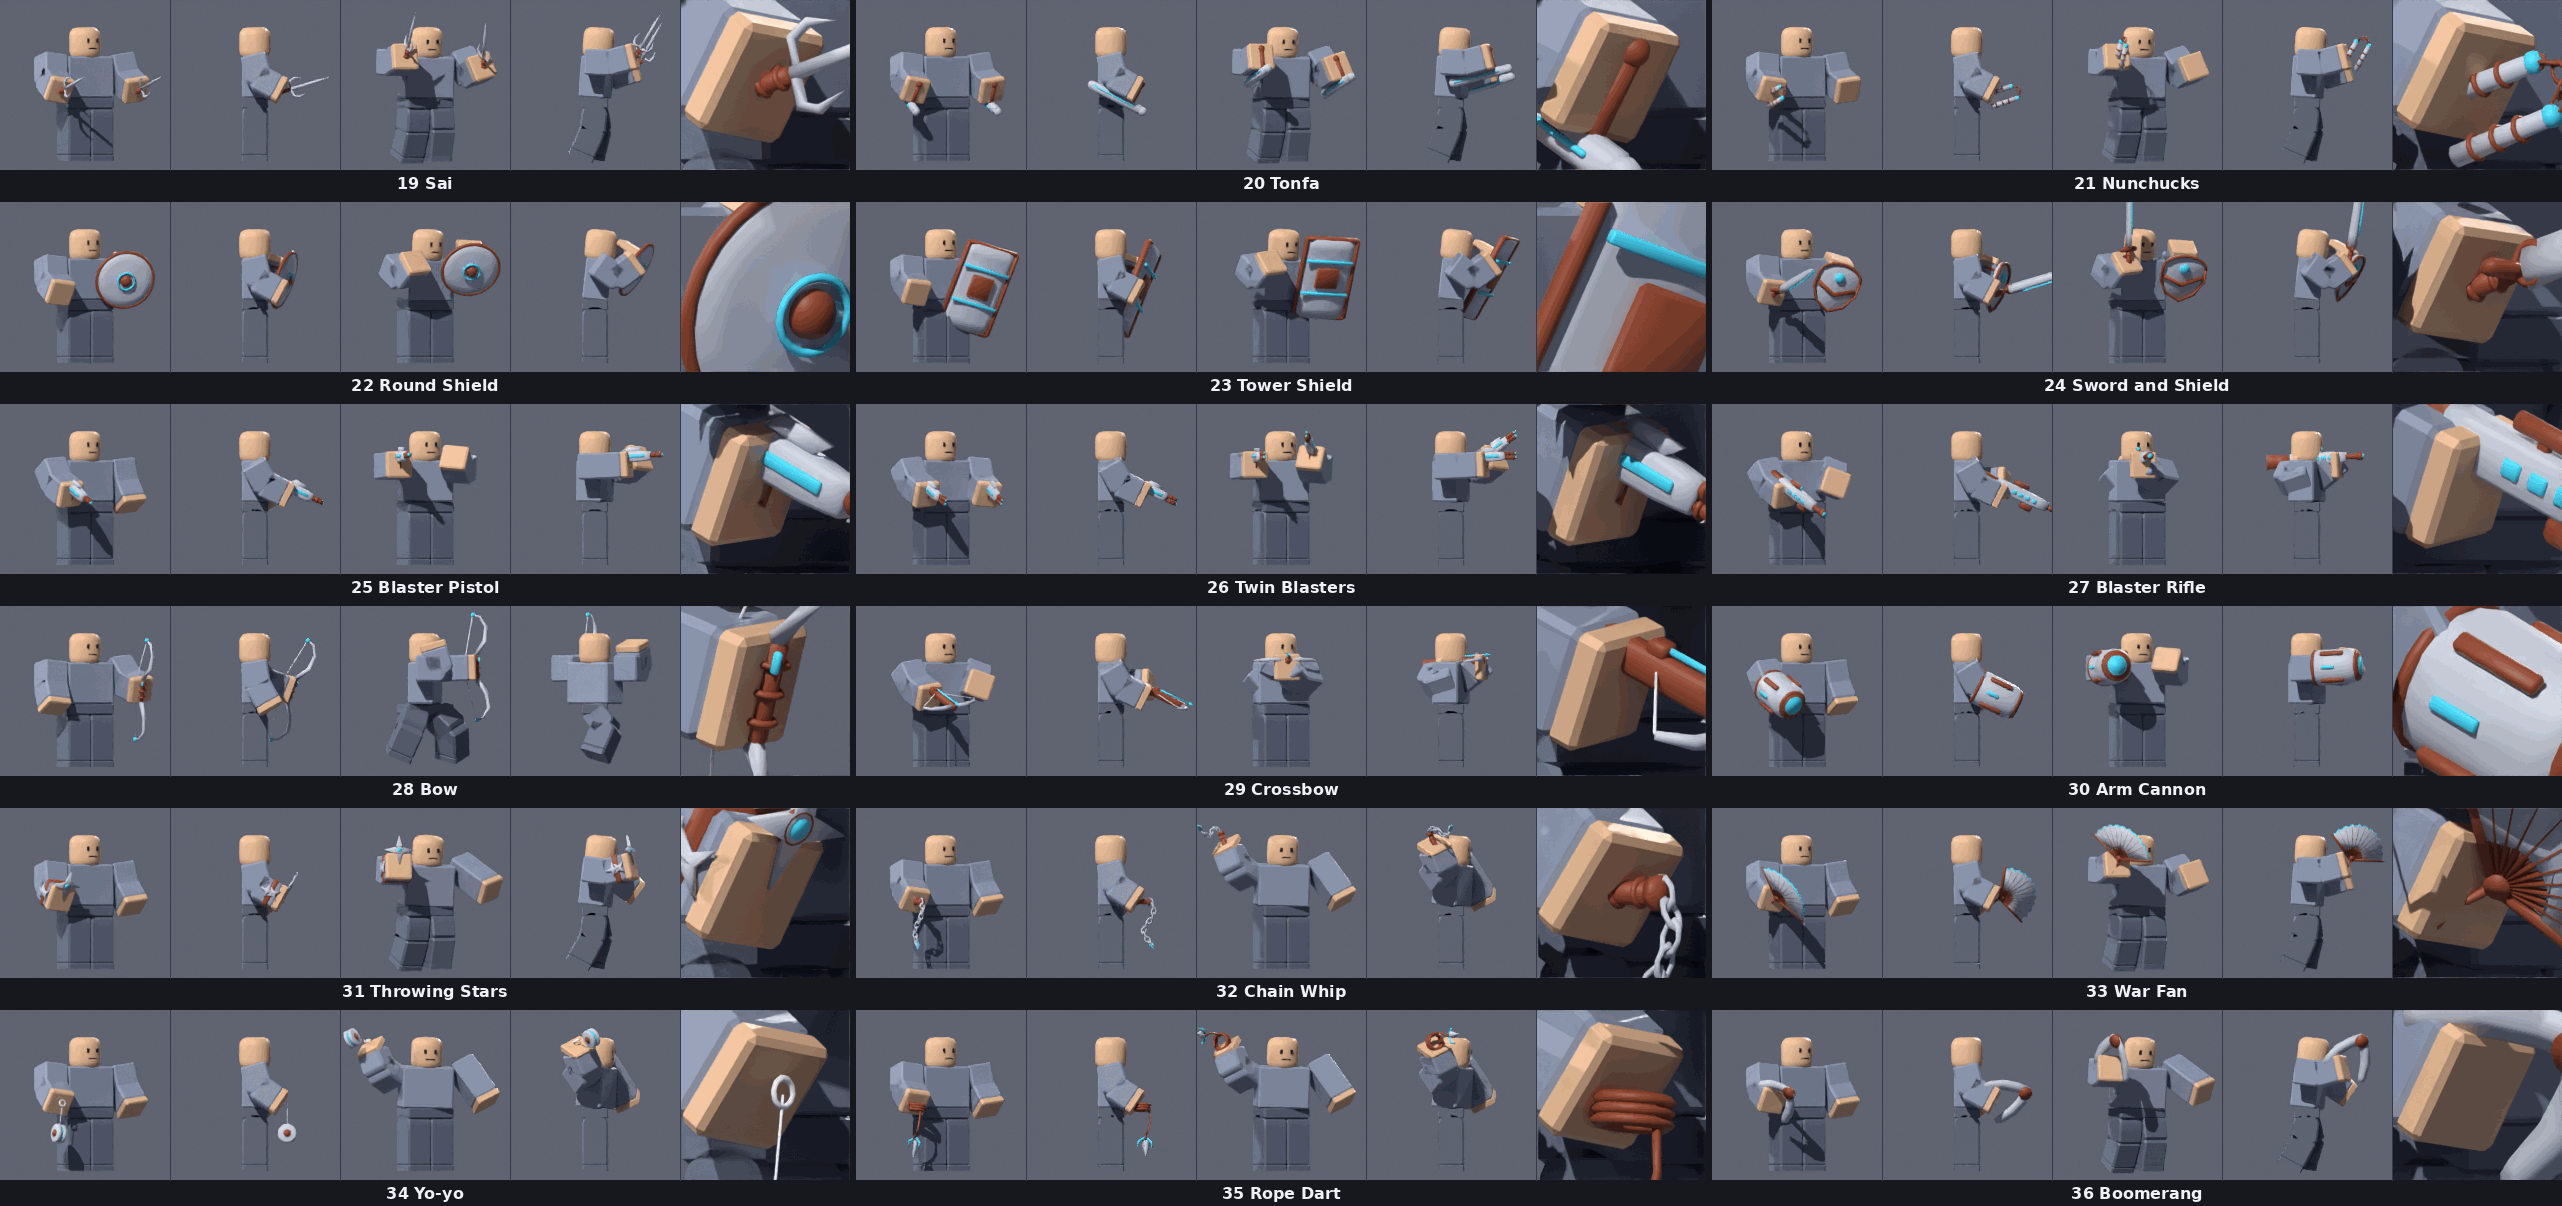 19 Sai
20 Tonfa
21 Nunchucks
22 Round Shield
23 Tower Shield
24 Sword and Shield
25 Blaster Pistol
26 Twin Blasters
27 Blaster Rifle
28 Bow
29 Crossbow
30 Arm Cannon
31 Throwing Stars
32 Chain Whip
33 War Fan
34 Yo-yo
35 Rope Dart
36 Boomerang